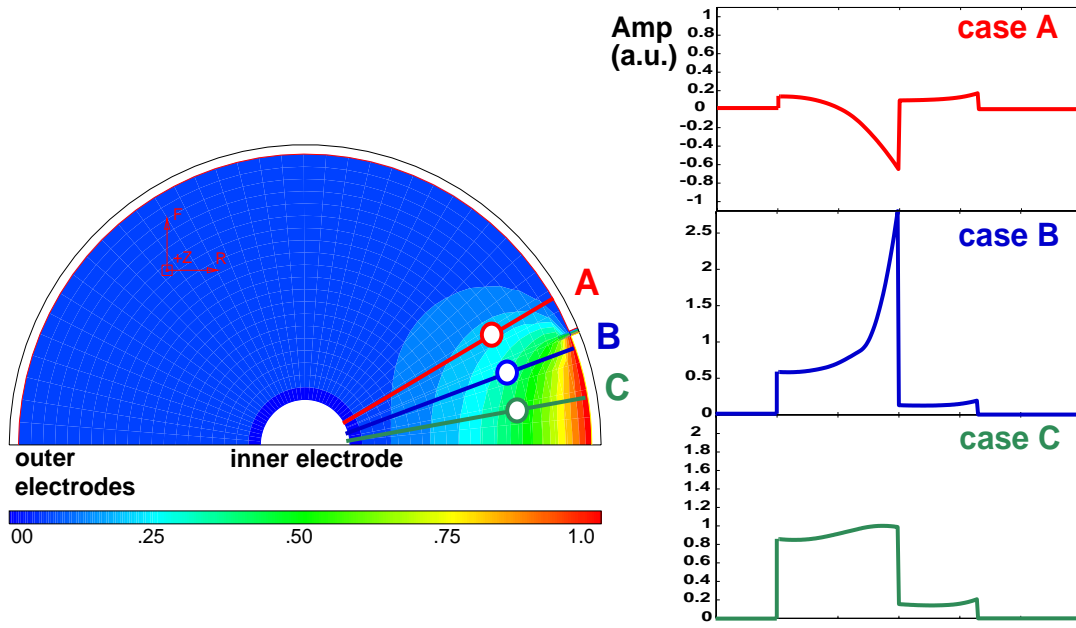 Amp
(a.u.)
case A
1
0.8
0.6
0.4
0.2
0
-0.2
-0.4
-0.6
-0.8
-1
case B
2.5
2
1.5
1
0.5
0
case C
2
1.8
1.6
1.4
1.2
1
0.8
0.6
0.4
0.2
0
F
Z
R
A
B
C
outer
electrodes
inner electrode
00 .25 .50 .75 1.0